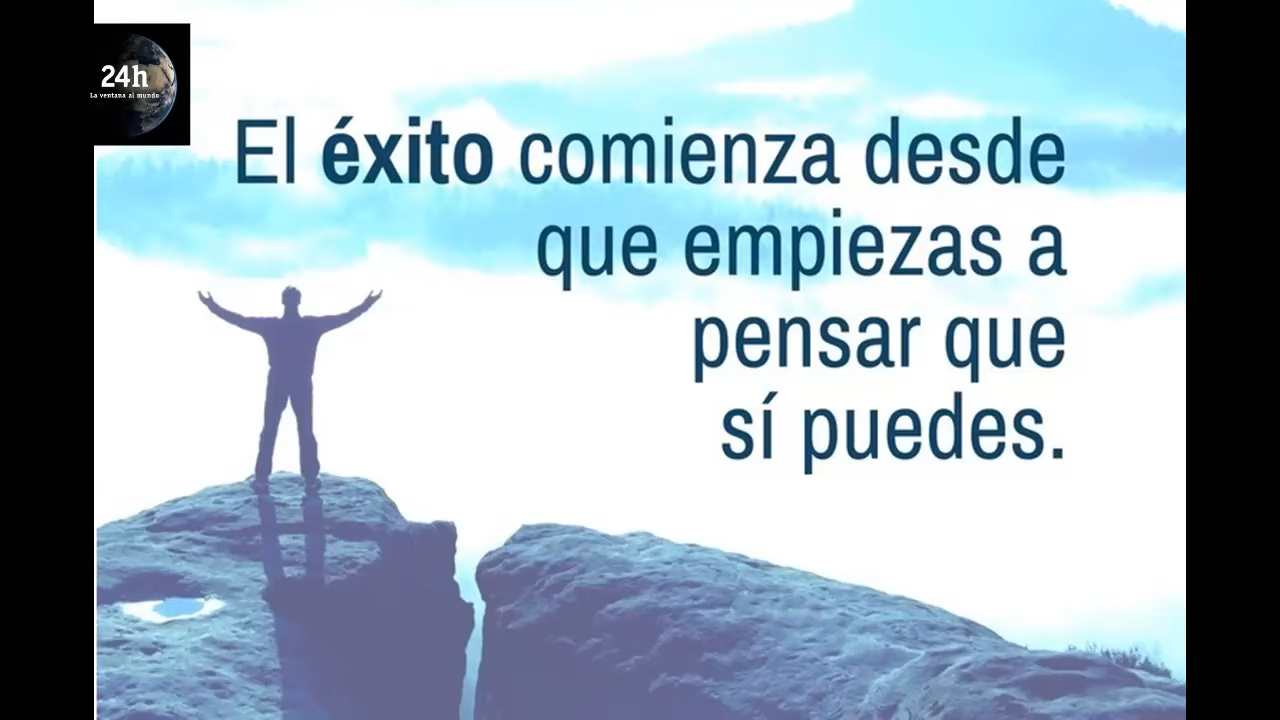 24h
La ventana al mundo
El éxito comienza desde
que empiezas a
pensar que
sí puedes.